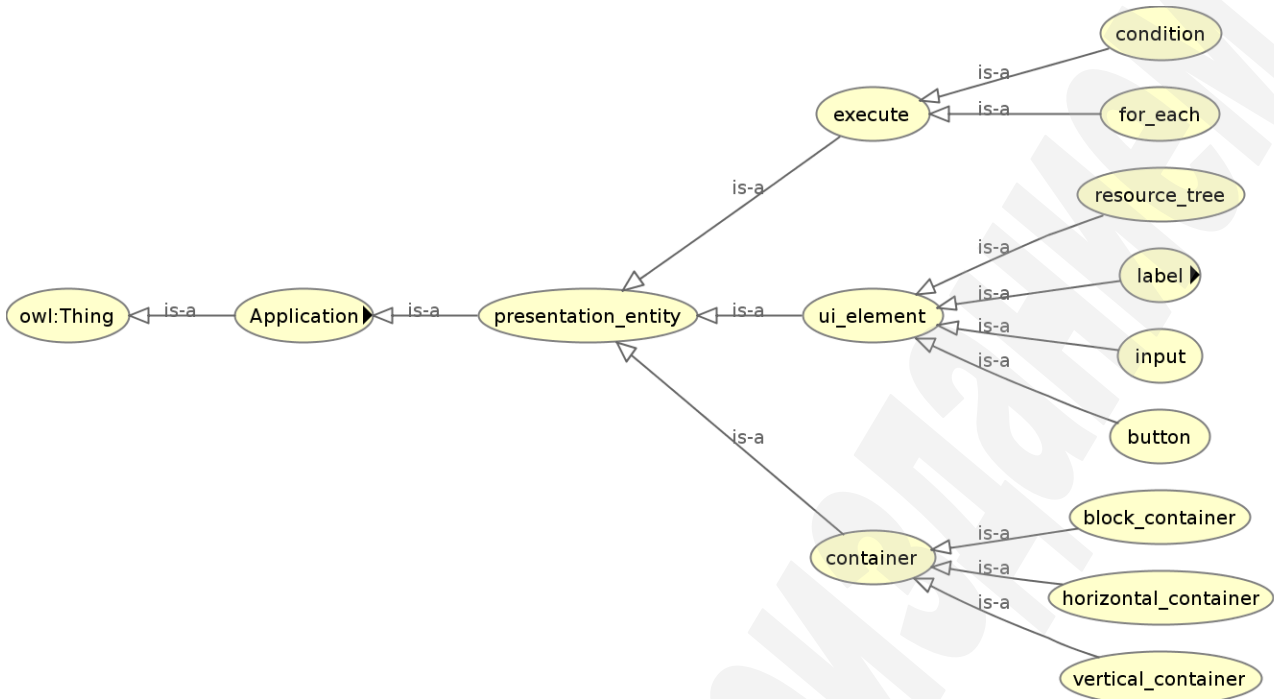 condition
is-a
execute
is-a
for_each
is-a
resource_tree
is-a
label
is-a
owl:Thing
is-a
Application
is-a
presentation_entity
is-a
ui_element
is-a
input
is-a
button
is-a
block_container
is-a
container
is-a
horizontal_container
is-a
vertical_container